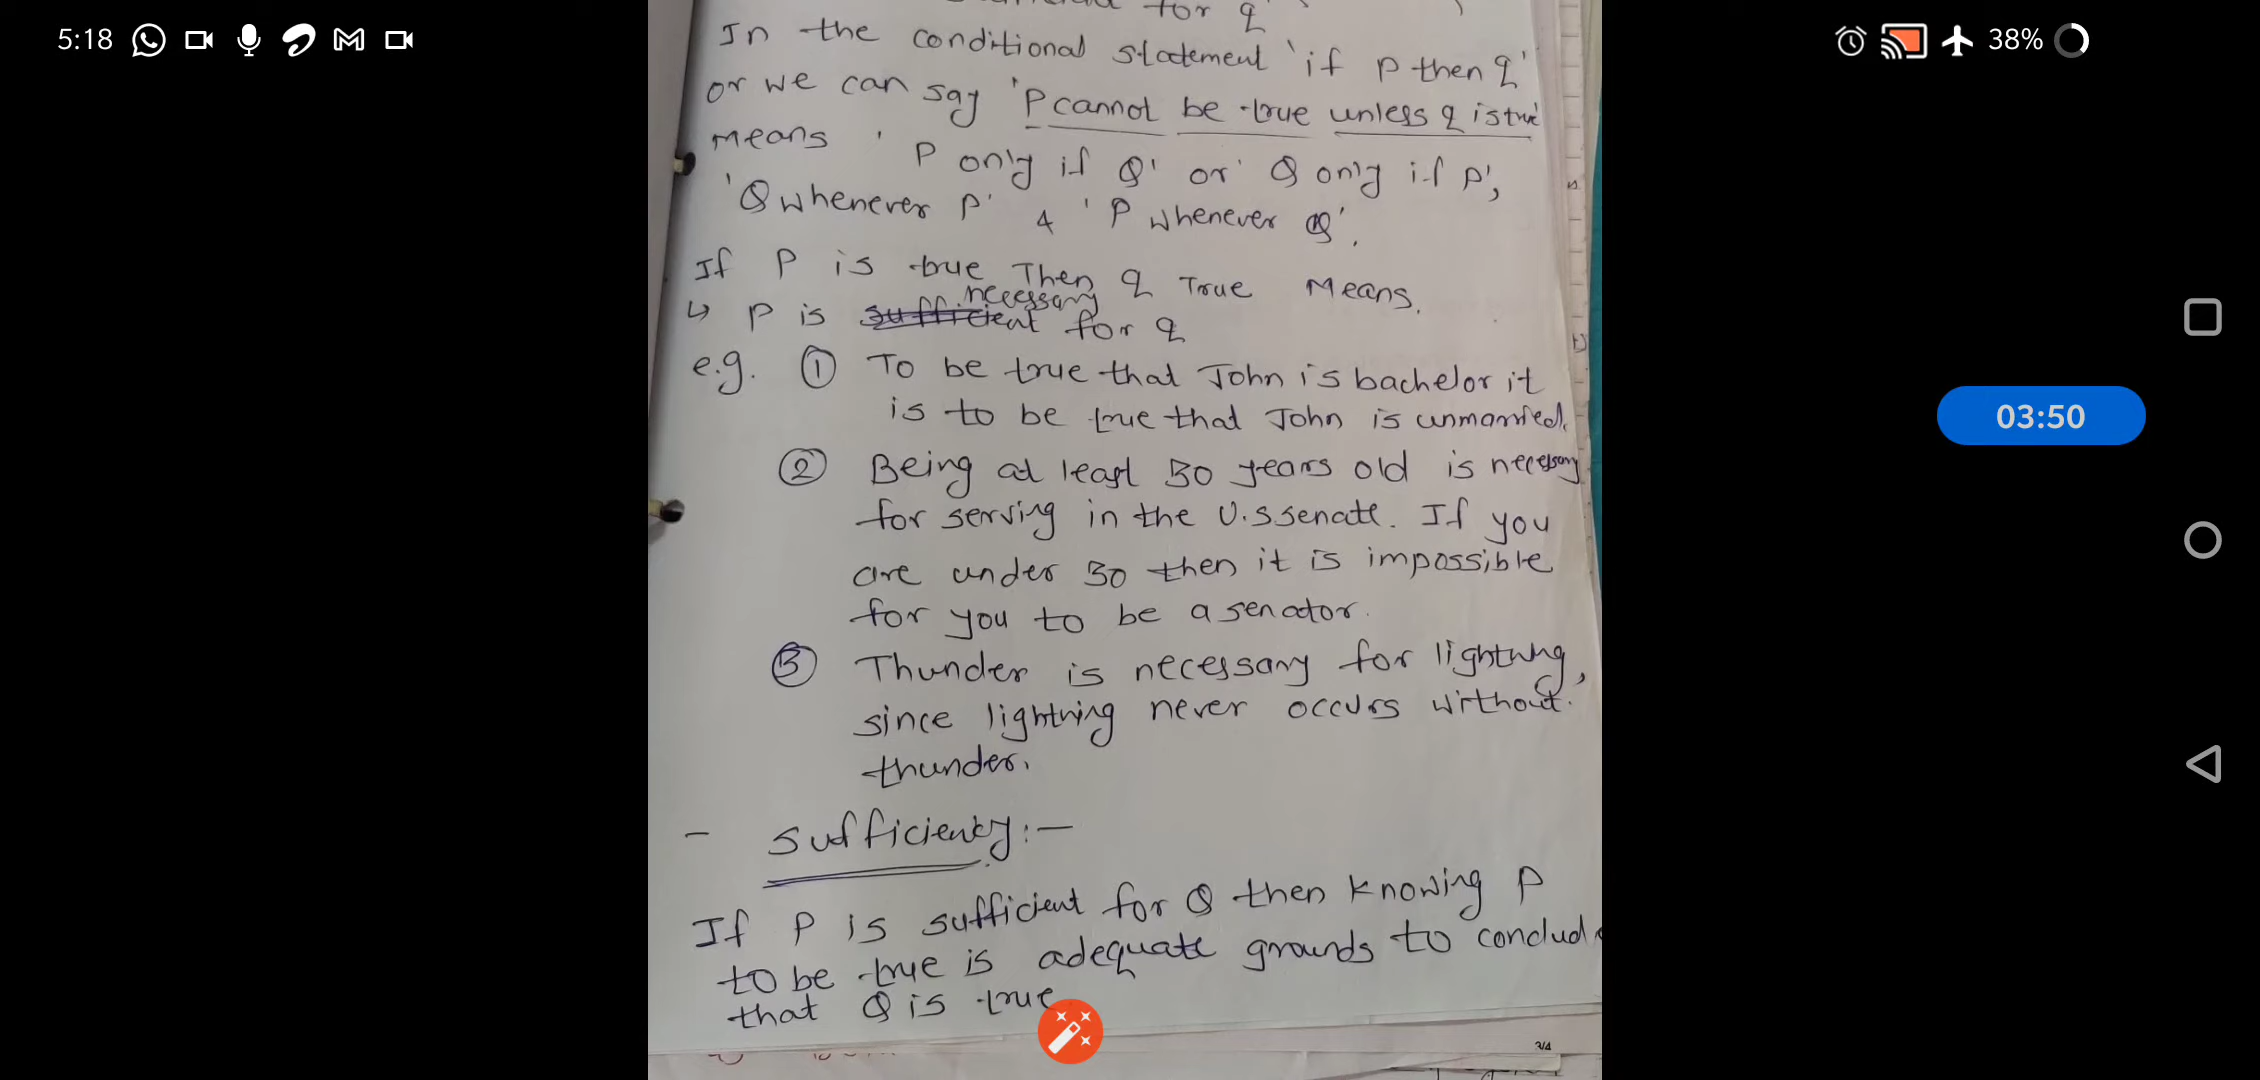 5:18
38%
for q
In the conditional statement 'if p then q'
or we can say 'P cannot be true unless q is true'
means 'P only if Q' or 'Q only if P',
'Q whenever P' & 'P whenever Q'.
If P is true Then q True Means.
↳ P is necessary for q
e.g. ① To be true that John is bachelor it
is to be true that John is unmarried.
② Being at least 30 years old is necessary
for serving in the U.S senate. If you
are under 30 then it is impossible
for you to be a senator.
③ Thunder is necessary for lightning,
since lightning never occurs without
thunder.
- Sufficiency:-
If P is sufficient for Q then knowing P
to be true is adequate grounds to conclude
that Q is true
03:50
3/4